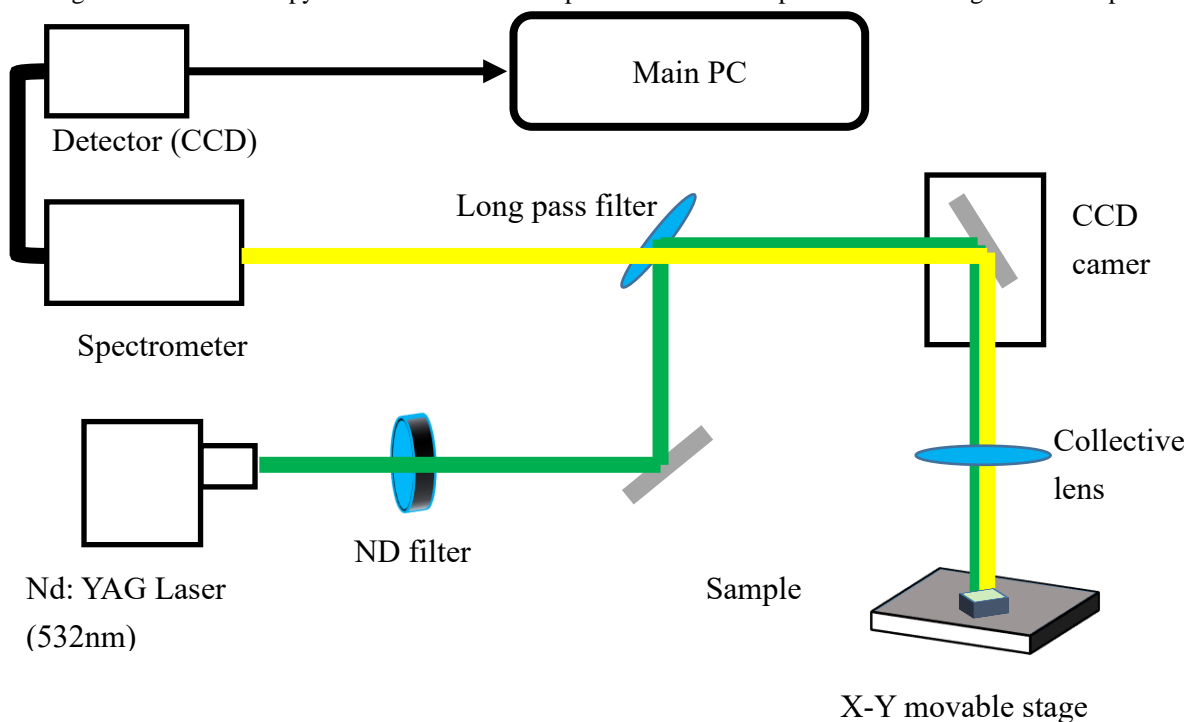 Main PC
Detector (CCD)
Long pass filter
CCD
camer
Spectrometer
Collective
lens
ND filter
Nd: YAG Laser
(532nm)
Sample
X-Y movable stage